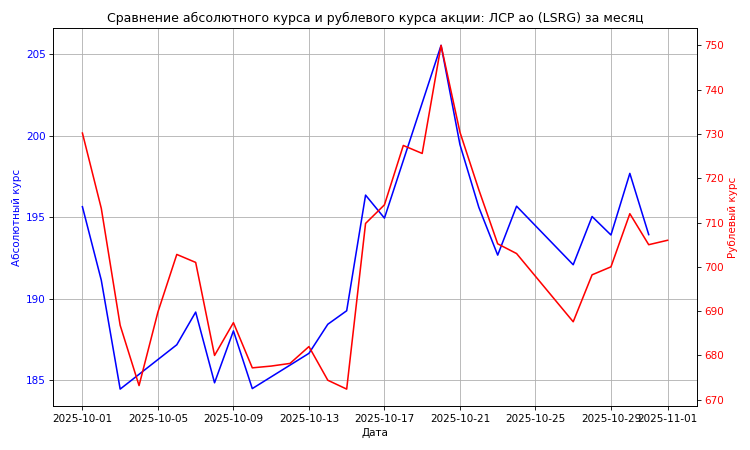 Сравнение абсолютного курса и рублевого курса акции: ЛСР ао (LSRG) за месяц
Абсолютный курс
205
200
195
190
185
750
740
730
720
710
700
690
680
670
Рублевый курс
2025-10-01 2025-10-05 2025-10-09 2025-10-13 2025-10-17 2025-10-21 2025-10-25 2025-10-29 2025-11-01
Дата